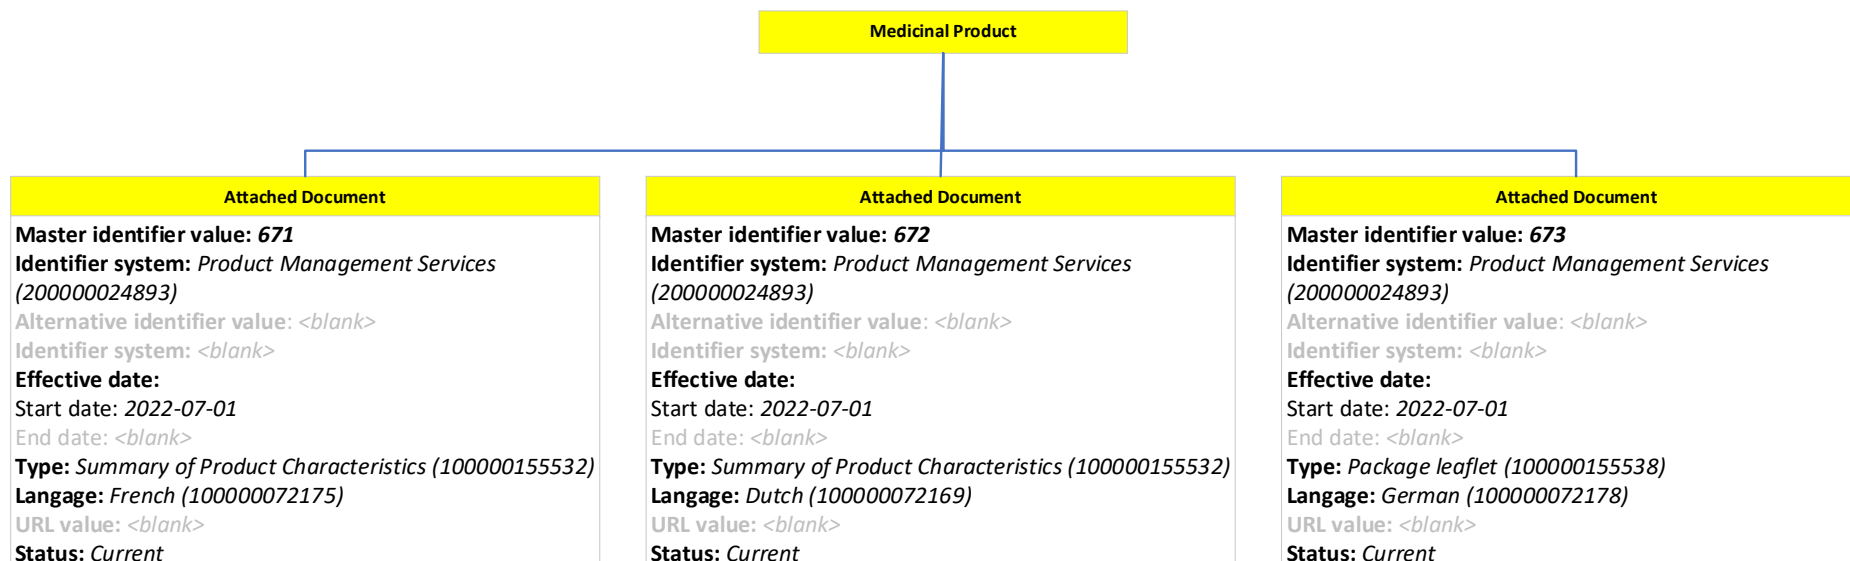 Medicinal Product
Attached Document
Master identifier value: 671
Identifier system: Product Management Services
(200000024893)
Alternative identifier value: <blank>
Identifier system: <blank>
Effective date:
Start date: 2022-07-01
End date: <blank>
Type: Summary of Product Characteristics (100000155532)
Langage: French (100000072175)
URL value: <blank>
Status: Current
Attached Document
Master identifier value: 672
Identifier system: Product Management Services
(200000024893)
Alternative identifier value: <blank>
Identifier system: <blank>
Effective date:
Start date: 2022-07-01
End date: <blank>
Type: Summary of Product Characteristics (100000155532)
Langage: Dutch (100000072169)
URL value: <blank>
Status: Current
Attached Document
Master identifier value: 673
Identifier system: Product Management Services
(200000024893)
Alternative identifier value: <blank>
Identifier system: <blank>
Effective date:
Start date: 2022-07-01
End date: <blank>
Type: Package leaflet (100000155538)
Langage: German (100000072178)
URL value: <blank>
Status: Current